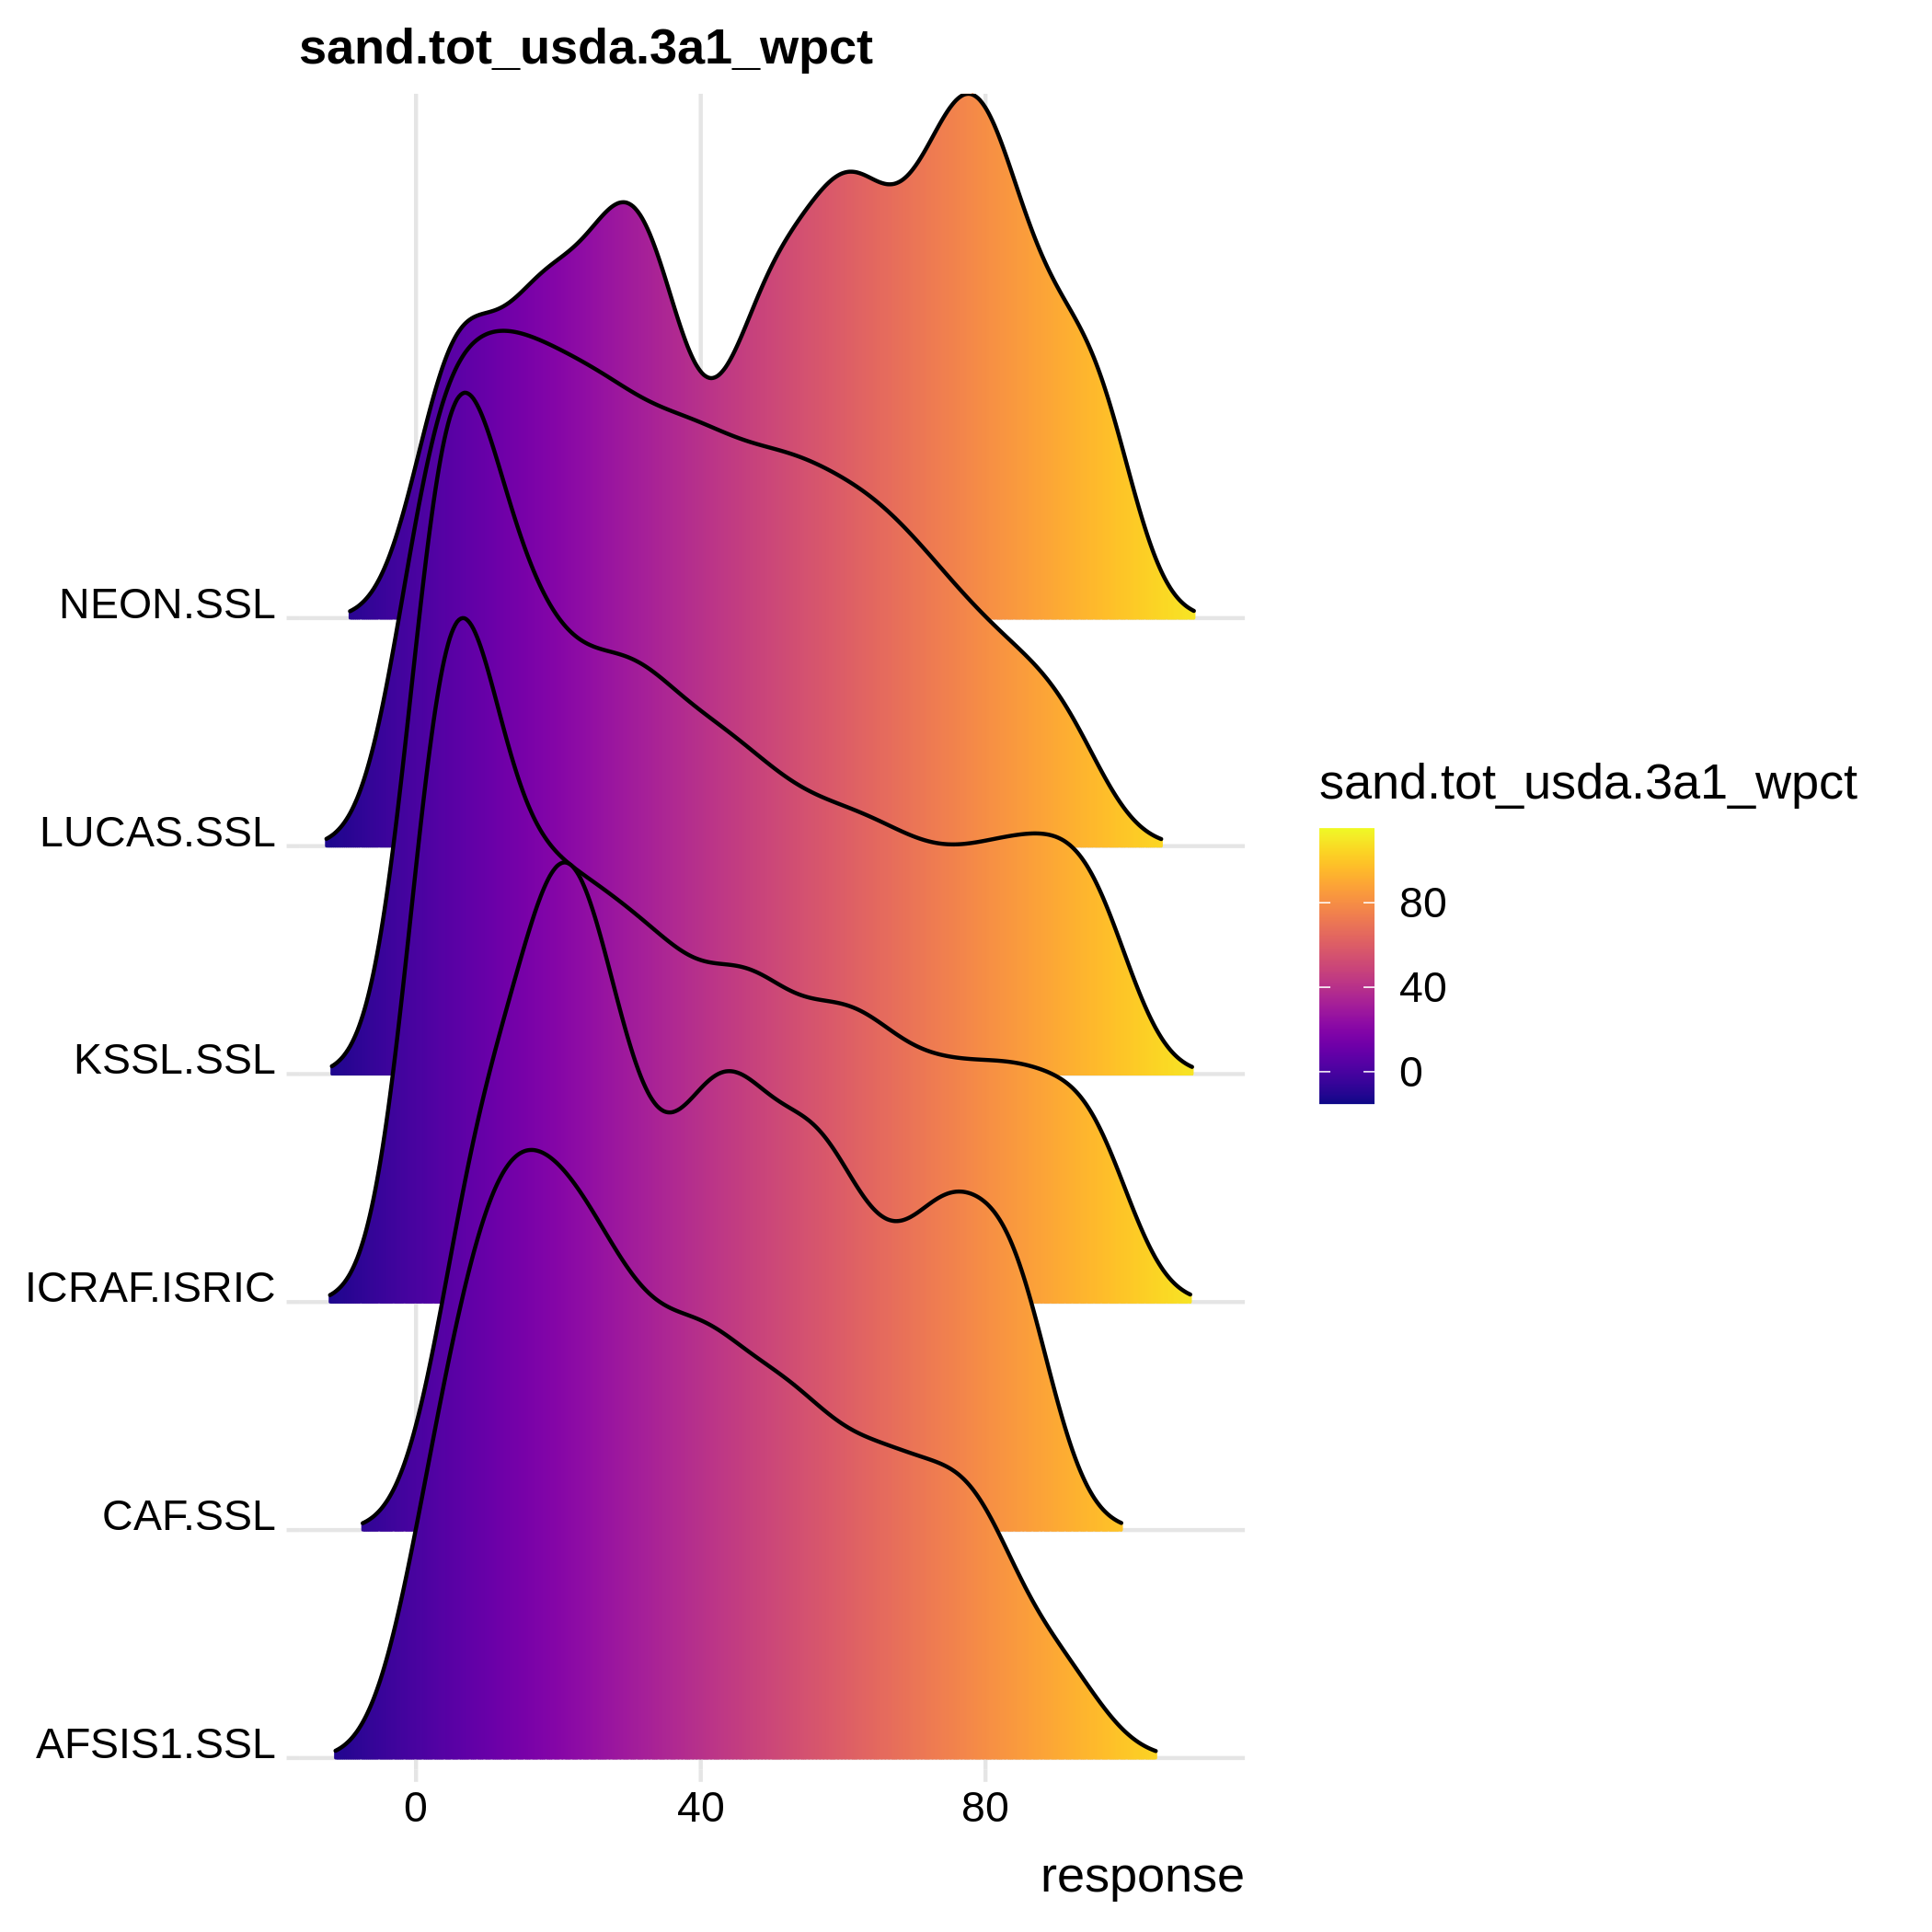 sand.tot_usda.3a1_wpct
NEON.SSL
LUCAS.SSL
KSSL.SSL
ICRAF.ISRIC
CAF.SSL
AFSIS1.SSL
0 40 80
response
sand.tot_usda.3a1_wpct
80
40
0